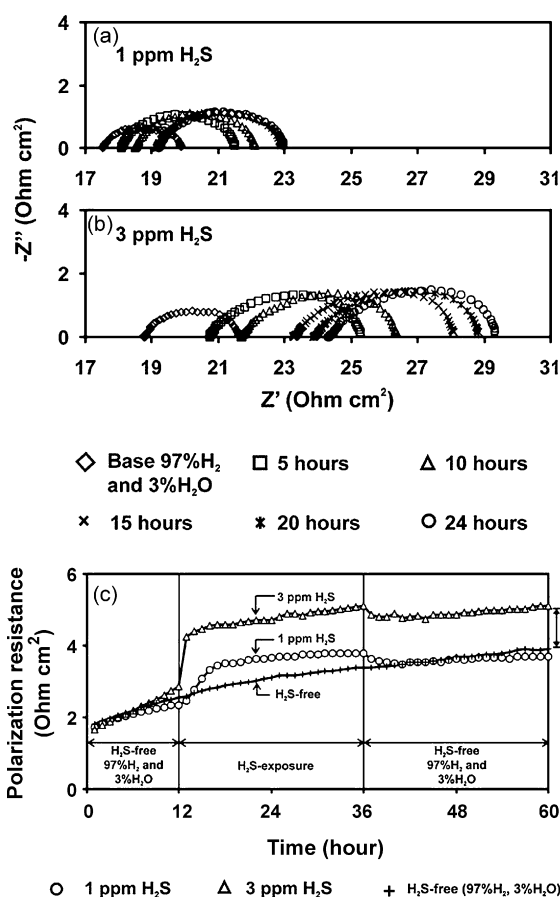 (a)
1 ppm H₂S
4
2
0
17 19 21 23 25 27 29 31
-Z″ (Ohm cm²)
(b)
3 ppm H₂S
4
2
0
17 19 21 23 25 27 29 31
Z' (Ohm cm²)
Base 97%H₂
and 3%H₂O
5 hours
10 hours
15 hours
20 hours
24 hours
(c)
Polarization resistance
(Ohm cm²)
6
4
2
0
3 ppm H₂S
1 ppm H₂S
H₂S-free
H₂S-free
97%H₂ and
3%H₂O
H₂S-exposure
H₂S-free
97%H₂ and
3%H₂O
0 12 24 36 48 60
Time (hour)
1 ppm H₂S
3 ppm H₂S
H₂S-free (97%H₂, 3%H₂O)